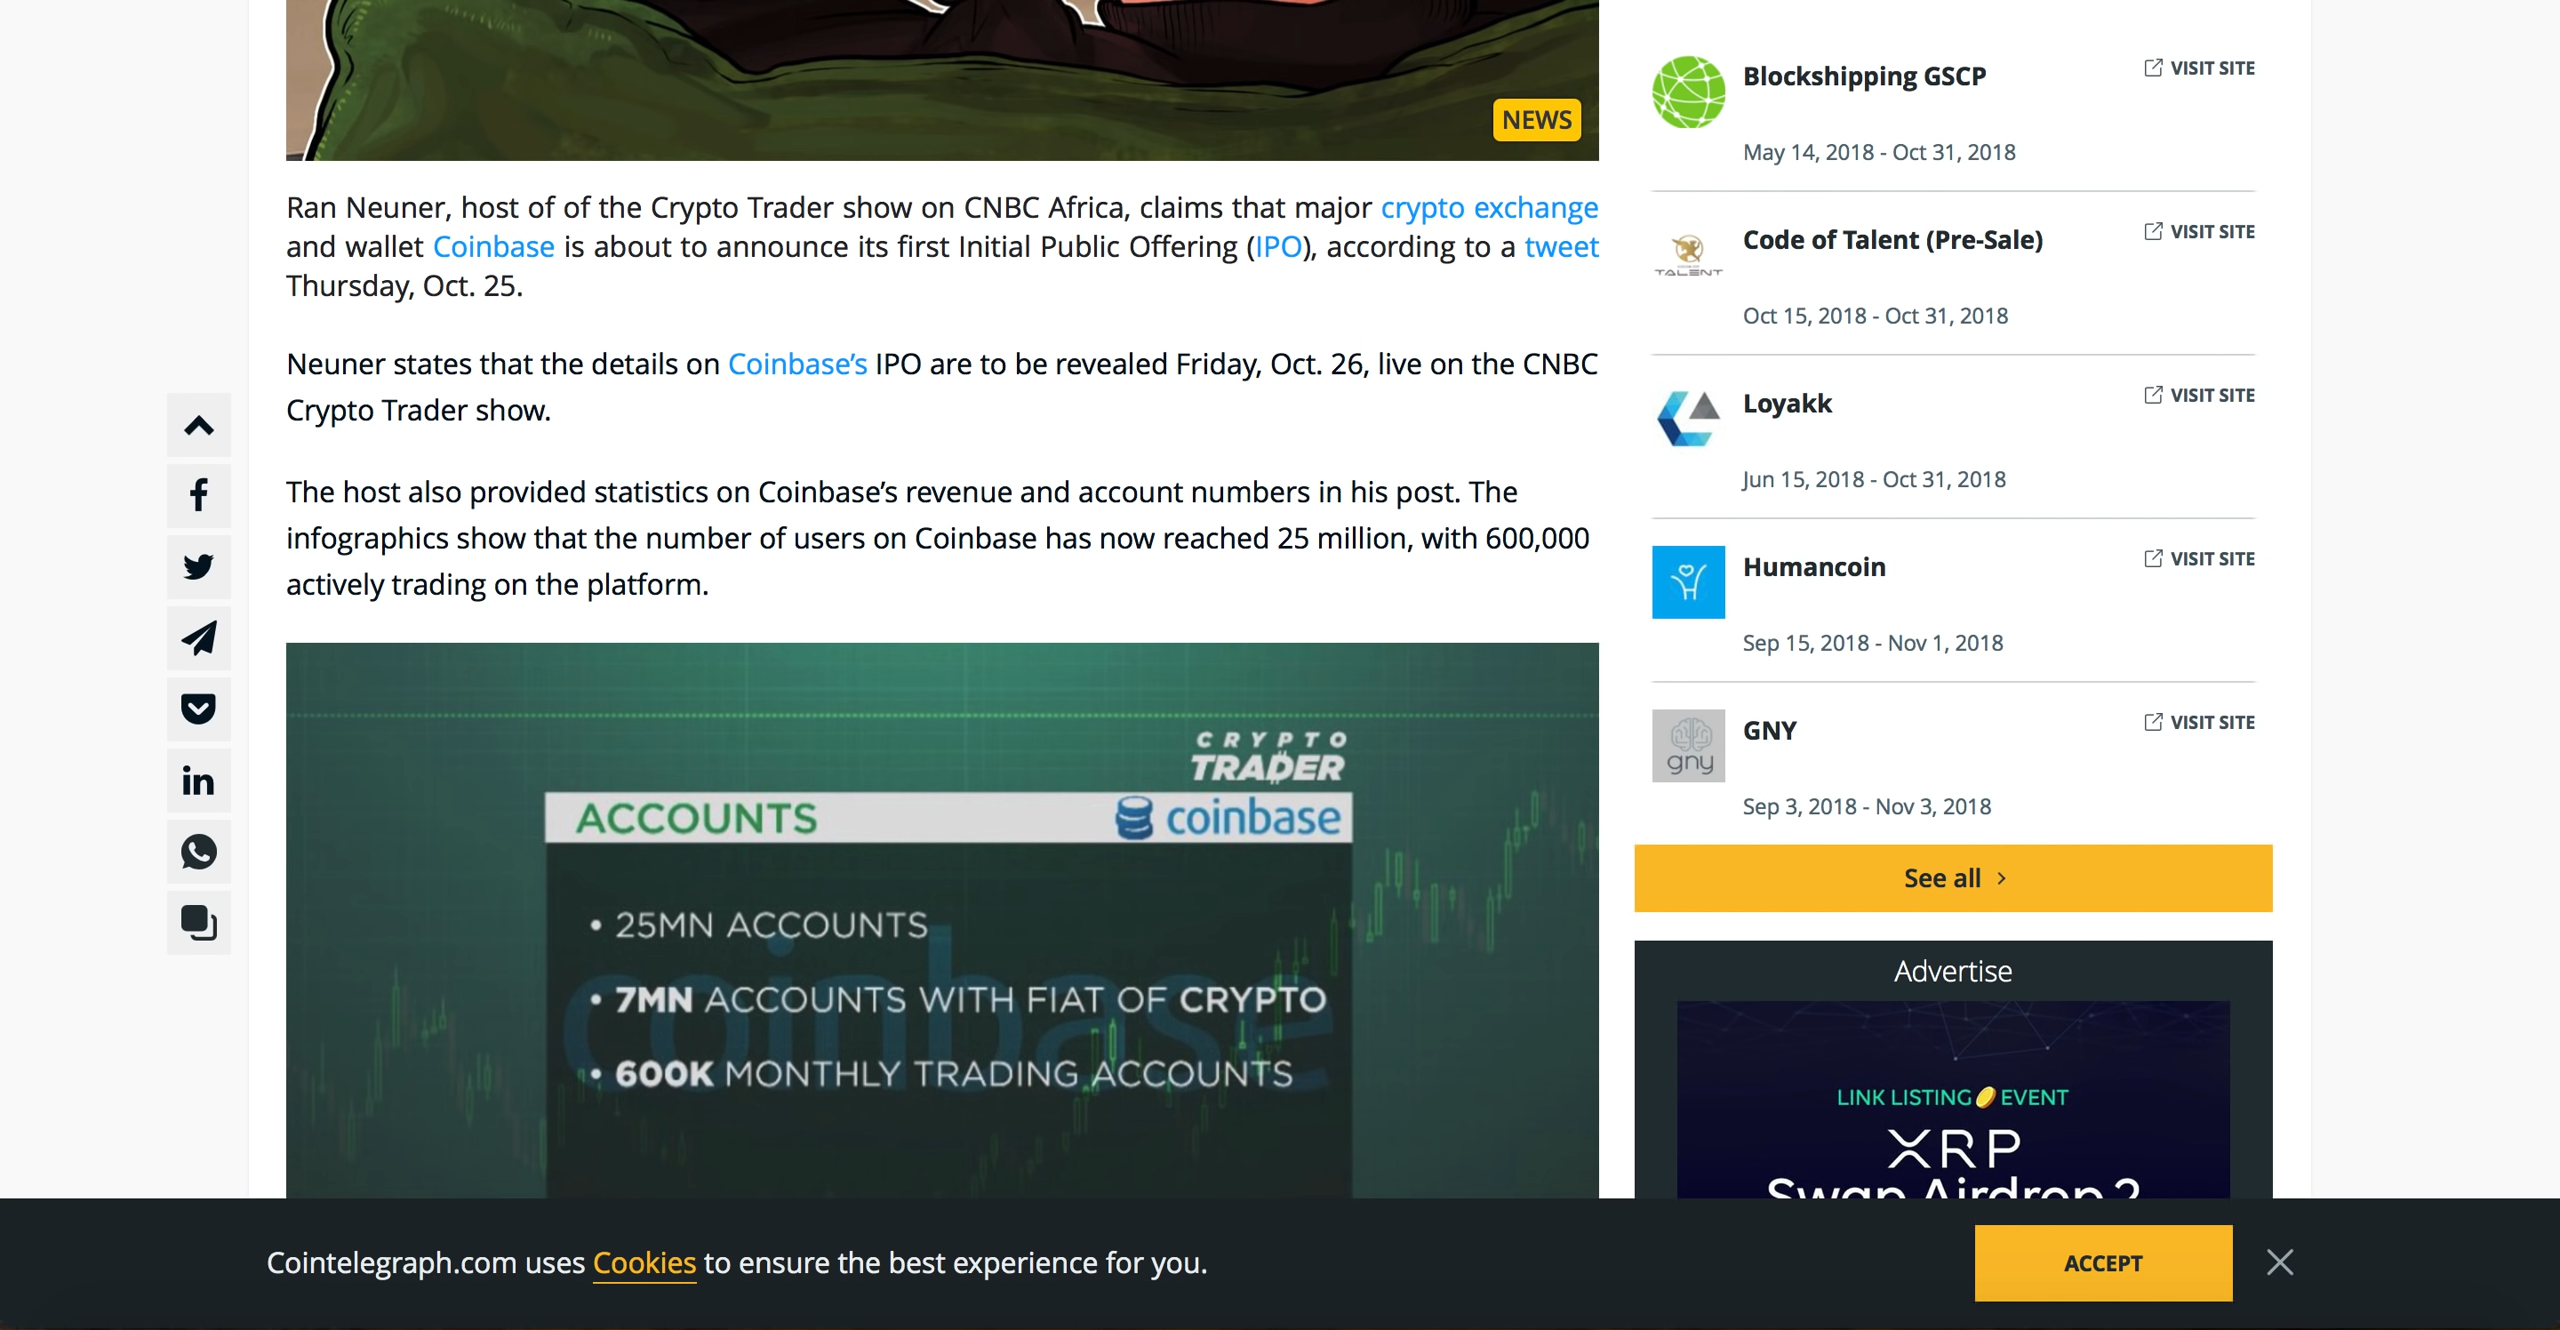 NEWS
Ran Neuner, host of of the Crypto Trader show on CNBC Africa, claims that major crypto exchange
and wallet Coinbase is about to announce its first Initial Public Offering (IPO), according to a tweet
Thursday, Oct. 25.
Neuner states that the details on Coinbase’s IPO are to be revealed Friday, Oct. 26, live on the CNBC
Crypto Trader show.
The host also provided statistics on Coinbase’s revenue and account numbers in his post. The
infographics show that the number of users on Coinbase has now reached 25 million, with 600,000
actively trading on the platform.
CRYPTO
TRADER
ACCOUNTS
coinbase
• 25MN ACCOUNTS
• 7MN ACCOUNTS WITH FIAT OF CRYPTO
• 600K MONTHLY TRADING ACCOUNTS
coinbase
Blockshipping GSCP
VISIT SITE
May 14, 2018 - Oct 31, 2018
TALENT
Code of Talent (Pre-Sale)
VISIT SITE
Oct 15, 2018 - Oct 31, 2018
Loyakk
VISIT SITE
Jun 15, 2018 - Oct 31, 2018
Humancoin
VISIT SITE
Sep 15, 2018 - Nov 1, 2018
gny
GNY
VISIT SITE
Sep 3, 2018 - Nov 3, 2018
See all
Advertise
LINK LISTING EVENT
XRP
Swap Airdrop 2
Cointelegraph.com uses Cookies to ensure the best experience for you.
ACCEPT